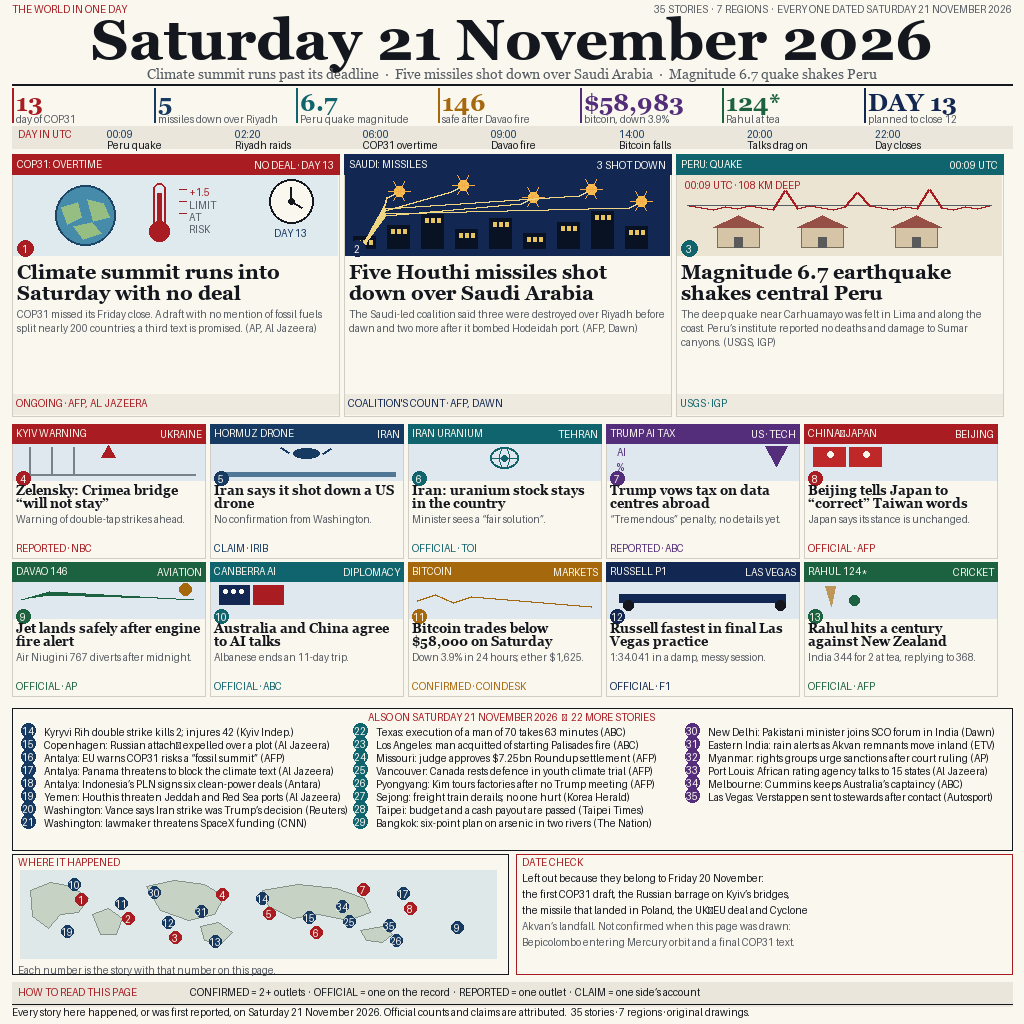 THE WORLD IN ONE DAY
35 STORIES · 7 REGIONS · EVERY ONE DATED SATURDAY 21 NOVEMBER 2026
Saturday 21 November 2026
Climate summit runs past its deadline · Five missiles shot down over Saudi Arabia · Magnitude 6.7 quake shakes Peru
13
day of COP31
5
missiles down over Riyadh
6.7
Peru quake magnitude
146
safe after Davao fire
$58,983
bitcoin, down 3.9%
124*
Rahul at tea
DAY 13
planned to close 12
DAY IN UTC
00:09
Peru quake
02:20
Riyadh raids
06:00
COP31 overtime
09:00
Davao fire
14:00
Bitcoin falls
20:00
Talks drag on
22:00
Day closes
COP31: OVERTIME
NO DEAL · DAY 13
+1.5
LIMIT
AT
RISK
DAY 13
1
Climate summit runs into
Saturday with no deal
COP31 missed its Friday close. A draft with no mention of fossil fuels
split nearly 200 countries; a third text is promised. (AP, Al Jazeera)
ONGOING · AFP, AL JAZEERA
SAUDI: MISSILES
3 SHOT DOWN
2
Five Houthi missiles shot
down over Saudi Arabia
The Saudi-led coalition said three were destroyed over Riyadh before
dawn and two more after it bombed Hodeidah port. (AFP, Dawn)
COALITION'S COUNT · AFP, DAWN
PERU: QUAKE
00:09 UTC
00:09 UTC · 108 KM DEEP
3
Magnitude 6.7 earthquake
shakes central Peru
The deep quake near Carhuamayo was felt in Lima and along the
coast. Peru's institute reported no deaths and damage to Sumar
canyons. (USGS, IGP)
USGS · IGP
KYIV WARNING
UKRAINE
4
Zelensky: Crimea bridge
“will not stay”
Warning of double-tap strikes ahead.
REPORTED · NBC
HORMUZ DRONE
IRAN
5
Iran says it shot down a US
drone
No confirmation from Washington.
CLAIM · IRIB
IRAN URANIUM
TEHRAN
6
Iran: uranium stock stays
in the country
Minister sees a “fair solution”.
OFFICIAL · TOI
TRUMP AI TAX
US · TECH
AI
%
7
Trump vows tax on data
centres abroad
“Tremendous” penalty; no details yet.
REPORTED · ABC
CHINA▯JAPAN
BEIJING
8
Beijing tells Japan to
“correct” Taiwan words
Japan says its stance is unchanged.
OFFICIAL · AFP
DAVAO 146
AVIATION
9
Jet lands safely after engine
fire alert
Air Niugini 767 diverts after midnight.
OFFICIAL · AP
CANBERRA AI
DIPLOMACY
10
Australia and China agree
to AI talks
Albanese ends an 11-day trip.
OFFICIAL · ABC
BITCOIN
MARKETS
11
Bitcoin trades below
$58,000 on Saturday
Down 3.9% in 24 hours; ether $1,625.
CONFIRMED · COINDESK
RUSSELL P1
LAS VEGAS
12
Russell fastest in final Las
Vegas practice
1:34.041 in a damp, messy session.
OFFICIAL · F1
RAHUL 124*
CRICKET
13
Rahul hits a century
against New Zealand
India 344 for 2 at tea, replying to 368.
OFFICIAL · AFP
ALSO ON SATURDAY 21 NOVEMBER 2026 ▯ 22 MORE STORIES
14 Kyryvi Rih double strike kills 2; injures 42 (Kyiv Indep.)
15 Copenhagen: Russian attach▯ expelled over a plot (Al Jazeera)
16 Antalya: EU warns COP31 risks a “fossil summit” (AFP)
17 Antalya: Panama threatens to block the climate text (Al Jazeera)
18 Antalya: Indonesia's PLN signs six clean-power deals (Antara)
19 Yemen: Houthis threaten Jeddah and Red Sea ports (Al Jazeera)
20 Washington: Vance says Iran strike was Trump's decision (Reuters)
21 Washington: lawmaker threatens SpaceX funding (CNN)
22 Texas: execution of a man of 70 takes 63 minutes (ABC)
23 Los Angeles: man acquitted of starting Palisades fire (ABC)
24 Missouri: judge approves $7.25bn Roundup settlement (AFP)
25 Vancouver: Canada rests defence in youth climate trial (AFP)
26 Pyongyang: Kim tours factories after no Trump meeting (AFP)
27 Sejong: freight train derails; no one hurt (Korea Herald)
28 Taipei: budget and a cash payout are passed (Taipei Times)
29 Bangkok: six-point plan on arsenic in two rivers (The Nation)
30 New Delhi: Pakistani minister joins SCO forum in India (Dawn)
31 Eastern India: rain alerts as Akvan remnants move inland (ETV)
32 Myanmar: rights groups urge sanctions after court ruling (AP)
33 Port Louis: African rating agency talks to 15 states (Al Jazeera)
34 Melbourne: Cummins keeps Australia's captaincy (ABC)
35 Las Vegas: Verstappen sent to stewards after contact (Autosport)
WHERE IT HAPPENED
10
1
11
2
19
30
4
12
31
3
13
14
5
15
6
7
34
25
35
26
17
8
9
Each number is the story with that number on this page.
DATE CHECK
Left out because they belong to Friday 20 November:
the first COP31 draft, the Russian barrage on Kyiv's bridges,
the missile that landed in Poland, the UK▯EU deal and Cyclone
Akvan's landfall. Not confirmed when this page was drawn:
Bepicolombo entering Mercury orbit and a final COP31 text.
HOW TO READ THIS PAGE
CONFIRMED = 2+ outlets · OFFICIAL = one on the record · REPORTED = one outlet · CLAIM = one side's account
Every story here happened, or was first reported, on Saturday 21 November 2026. Official counts and claims are attributed. 35 stories · 7 regions · original drawings.